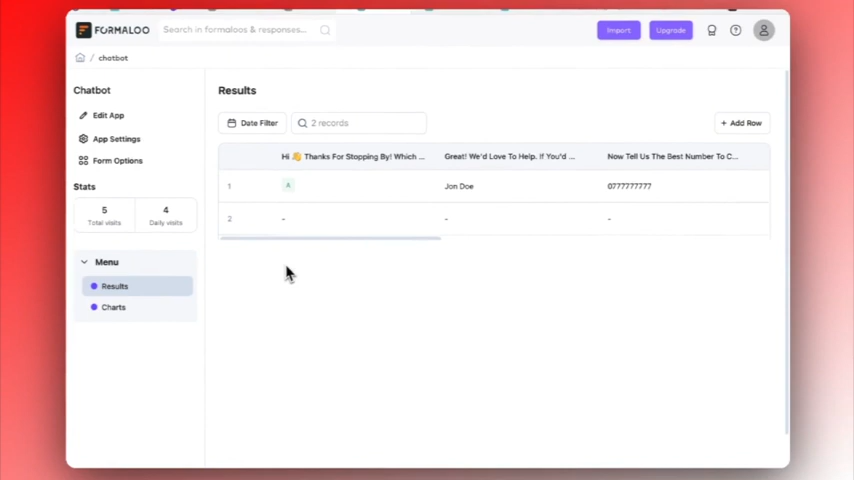 FORMALOO
Search in formaloos & responses...
Import
Upgrade
/ chotbot
Chatbot
Results
Edit App
Date Filter
2 records
+ Add Row
App Settings
Form Options
Hi 👋 Thanks For Stopping By! Which ...
Great! We'd Love To Help. If You'd ...
Now Tell Us The Best Number To C...
Stats
1
A
Jon Doe
0777777777
5
Total visits
4
Daily visits
2
-
-
-
Menu
Results
Charts